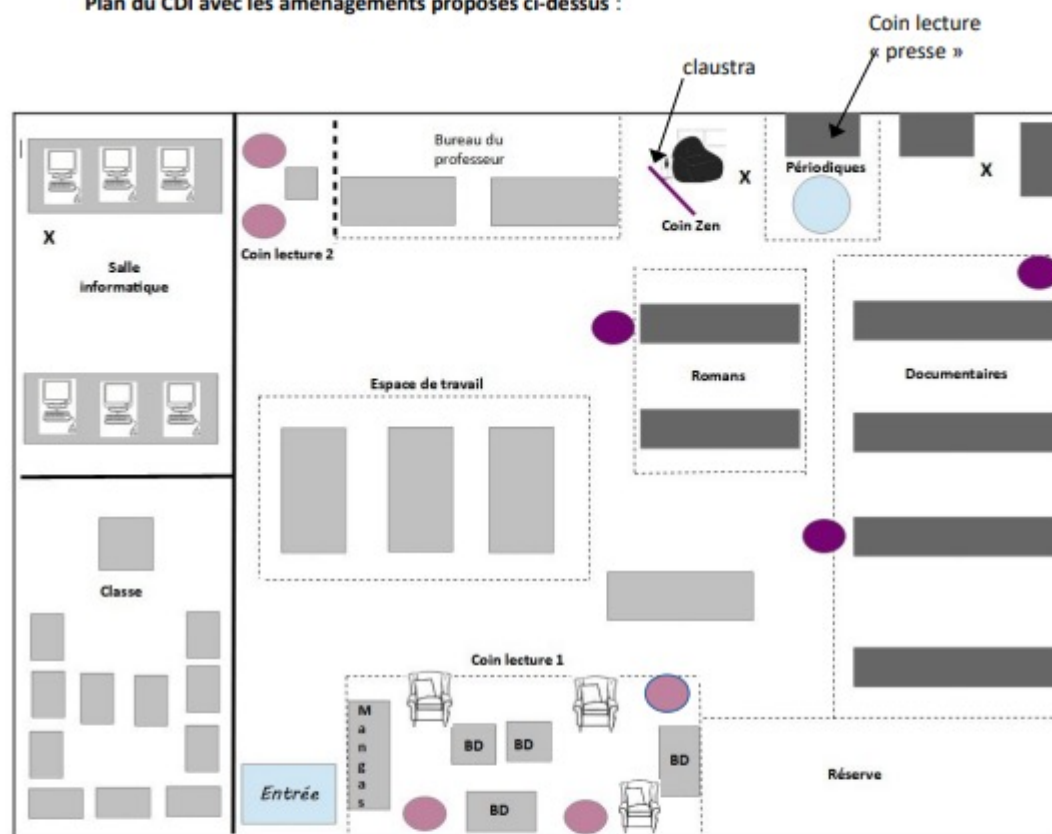 Plan du CDI avec les aménagements proposés ci-dessus :
Coin lecture
« presse »
claustra
Bureau du
professeur
Périodiques
X
X
Coin Zen
X
Coin lecture 2
Salle
informatique
Romans
Documentaires
Espace de travail
Classe
Coin lecture 1
Mangas
BD
BD
BD
BD
Réserve
Entrée